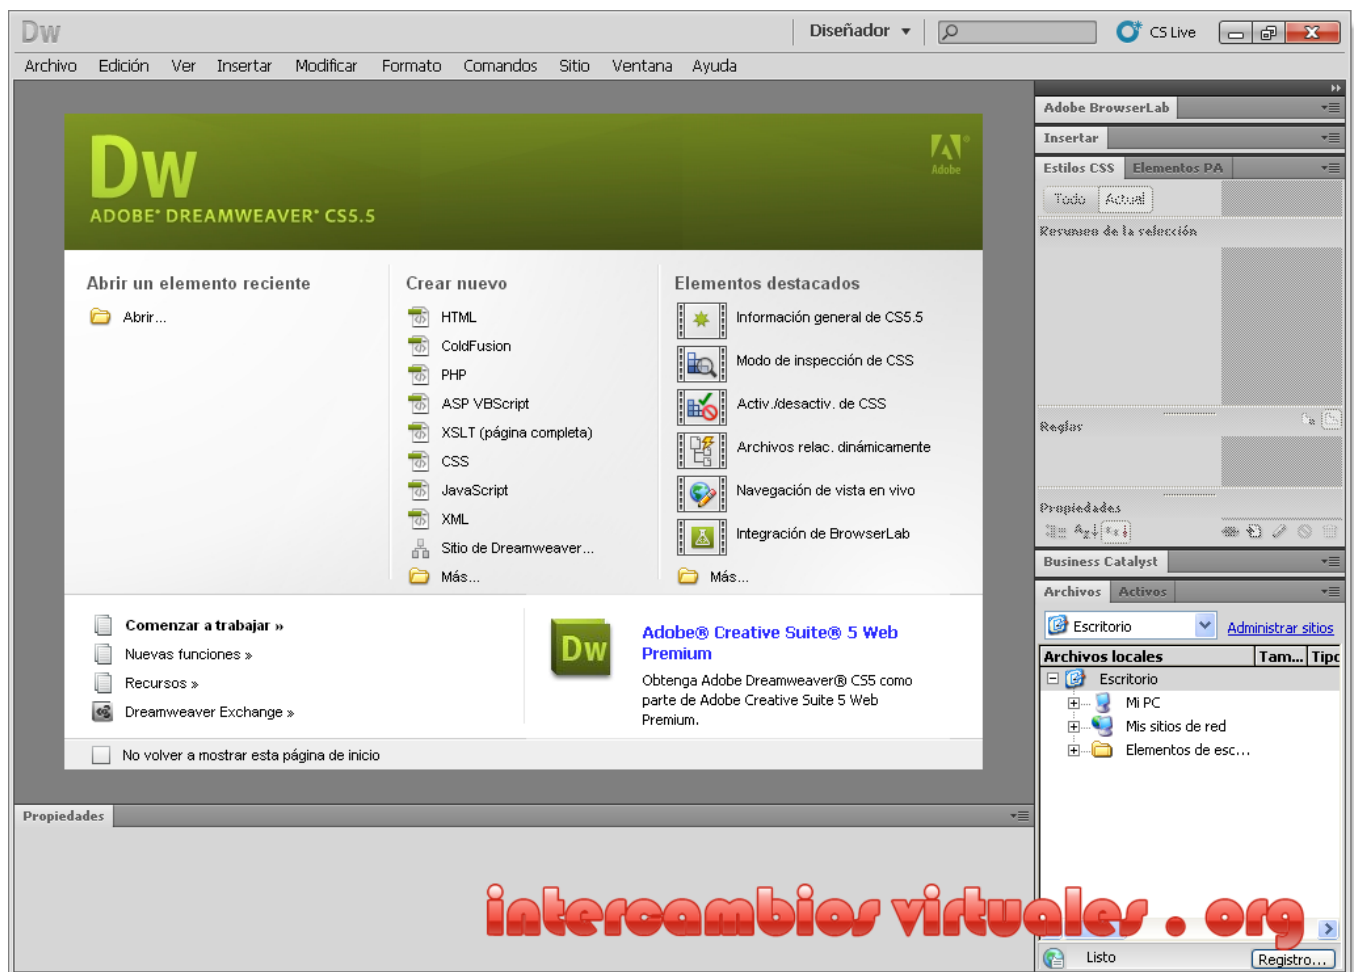 Dw
Diseñador
CS Live
Archivo Edición Ver Insertar Modificar Formato Comandos Sitio Ventana Ayuda
Dw
ADOBE® DREAMWEAVER® CS5.5
Adobe
Abrir un elemento reciente
Abrir...
Crear nuevo
HTML
ColdFusion
PHP
ASP VBScript
XSLT (página completa)
CSS
JavaScript
XML
Sitio de Dreamweaver...
Más...
Elementos destacados
Información general de CS5.5
Modo de inspección de CSS
Activ./desactiv. de CSS
Archivos relac. dinámicamente
Navegación de vista en vivo
Integración de BrowserLab
Más...
Comenzar a trabajar »
Nuevas funciones »
Recursos »
Dreamweaver Exchange »
Dw
Adobe® Creative Suite® 5 Web
Premium
Obtenga Adobe Dreamweaver® CS5 como
parte de Adobe Creative Suite 5 Web
Premium.
No volver a mostrar esta página de inicio
Propiedades
Adobe BrowserLab
Insertar
Estilos CSS Elementos PA
Todo Actual
Resumen de la selección
Reglas
Propiedades
Business Catalyst
Archivos Activos
Escritorio
Administrar sitios
Archivos locales Tam... Tipo
Escritorio
Mi PC
Mis sitios de red
Elementos de esc...
intercambios virtuales . org
Listo
Registro...